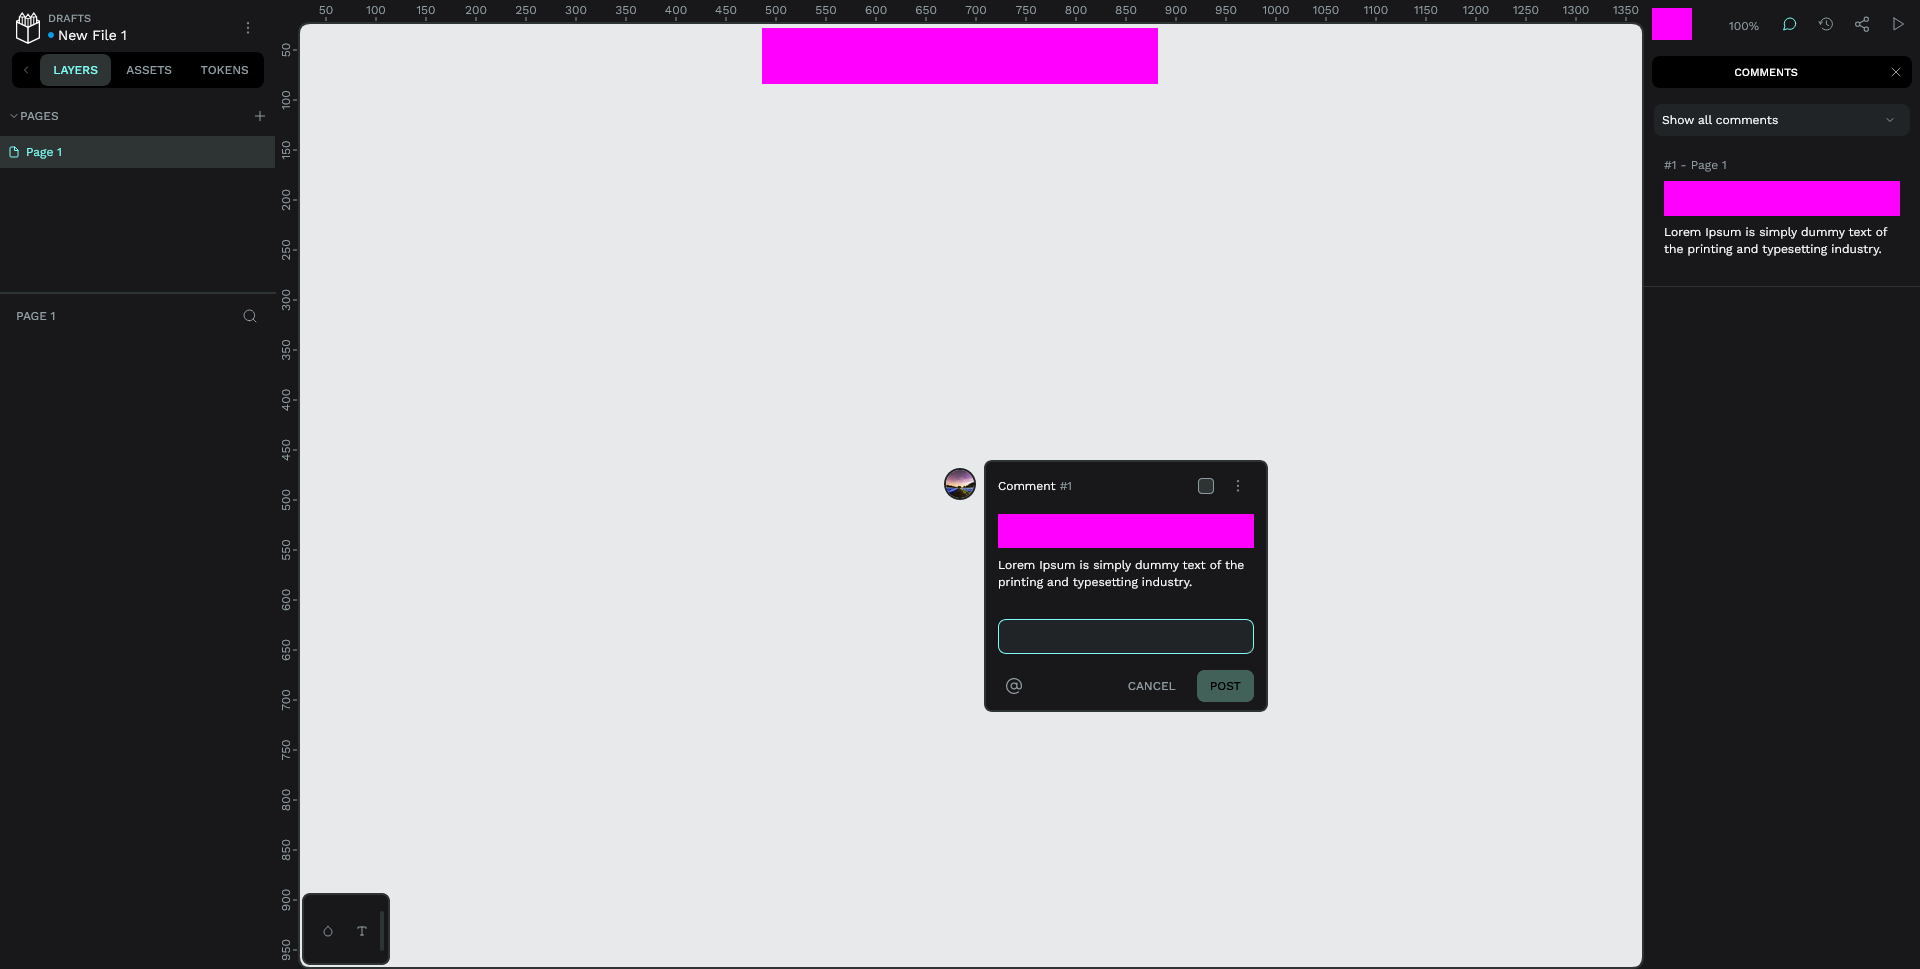 DRAFTS
New File 1
LAYERS
ASSETS
TOKENS
PAGES
Page 1
PAGE 1
50 100 150 200 250 300 350 400 450 500 550 600 650 700 750 800 850 900 950 1000 1050 1100 1150 1200 1250 1300 1350
50
100
150
200
250
300
350
400
450
500
550
600
650
700
750
800
850
900
950
Comment #1
Lorem Ipsum is simply dummy text of the
printing and typesetting industry.
@
CANCEL
POST
T
100%
COMMENTS
Show all comments
#1 - Page 1
Lorem Ipsum is simply dummy text of
the printing and typesetting industry.